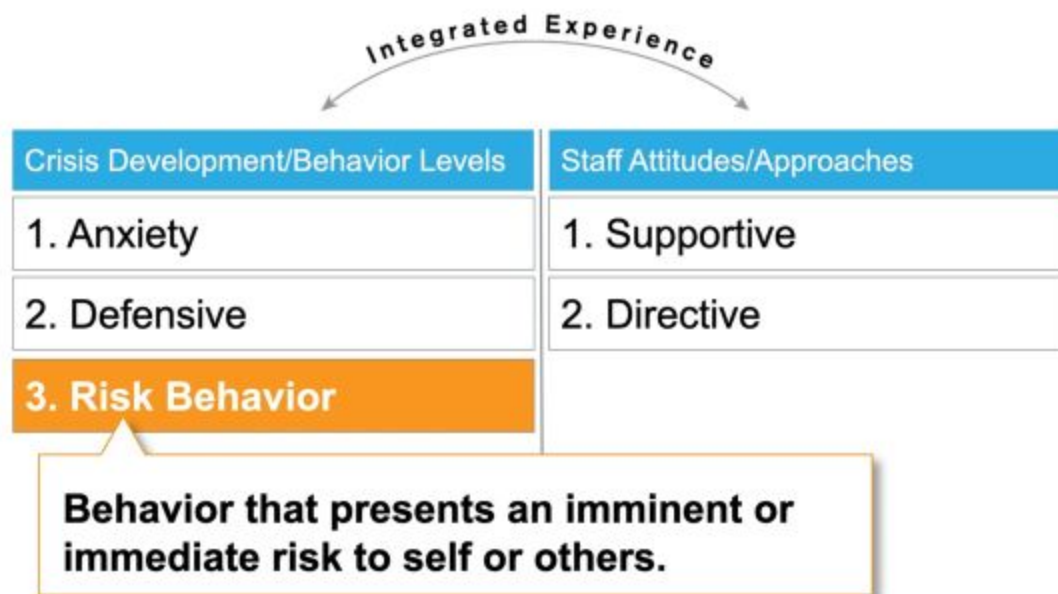 Integrated Experience
Crisis Development/Behavior Levels
Staff Attitudes/Approaches
1. Anxiety
1. Supportive
2. Defensive
2. Directive
3. Risk Behavior
Behavior that presents an imminent or
immediate risk to self or others.